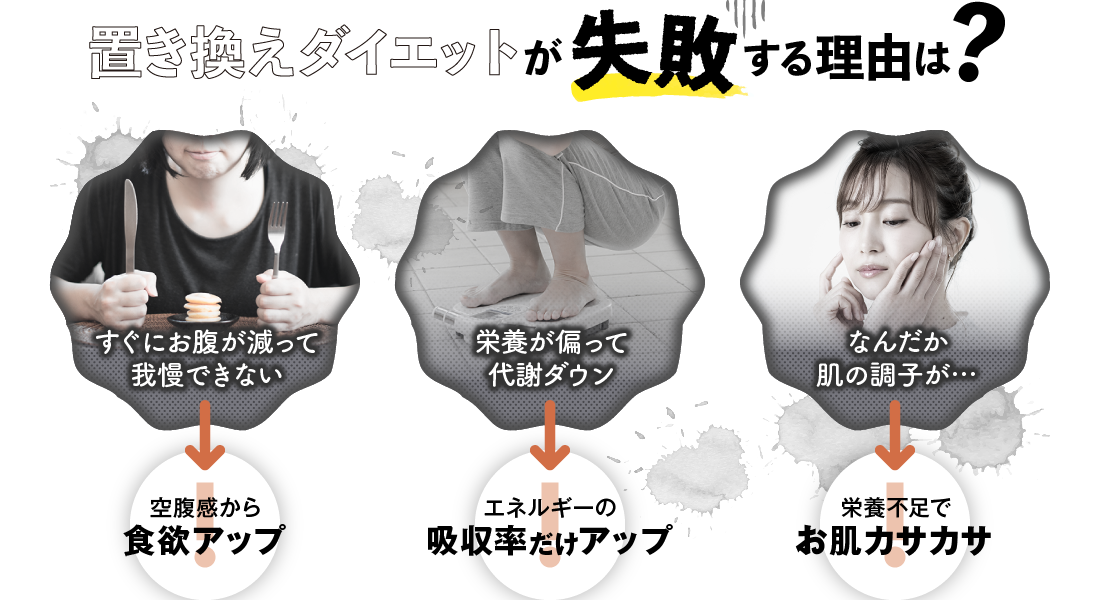 置き換えダイエットが失敗する理由は?
すぐにお腹が減って
我慢できない
栄養が偏って
代謝ダウン
なんだか
肌の調子が…
!
空腹感から
食欲アップ
!
エネルギーの
吸収率だけアップ
!
栄養不足で
お肌カサカサ